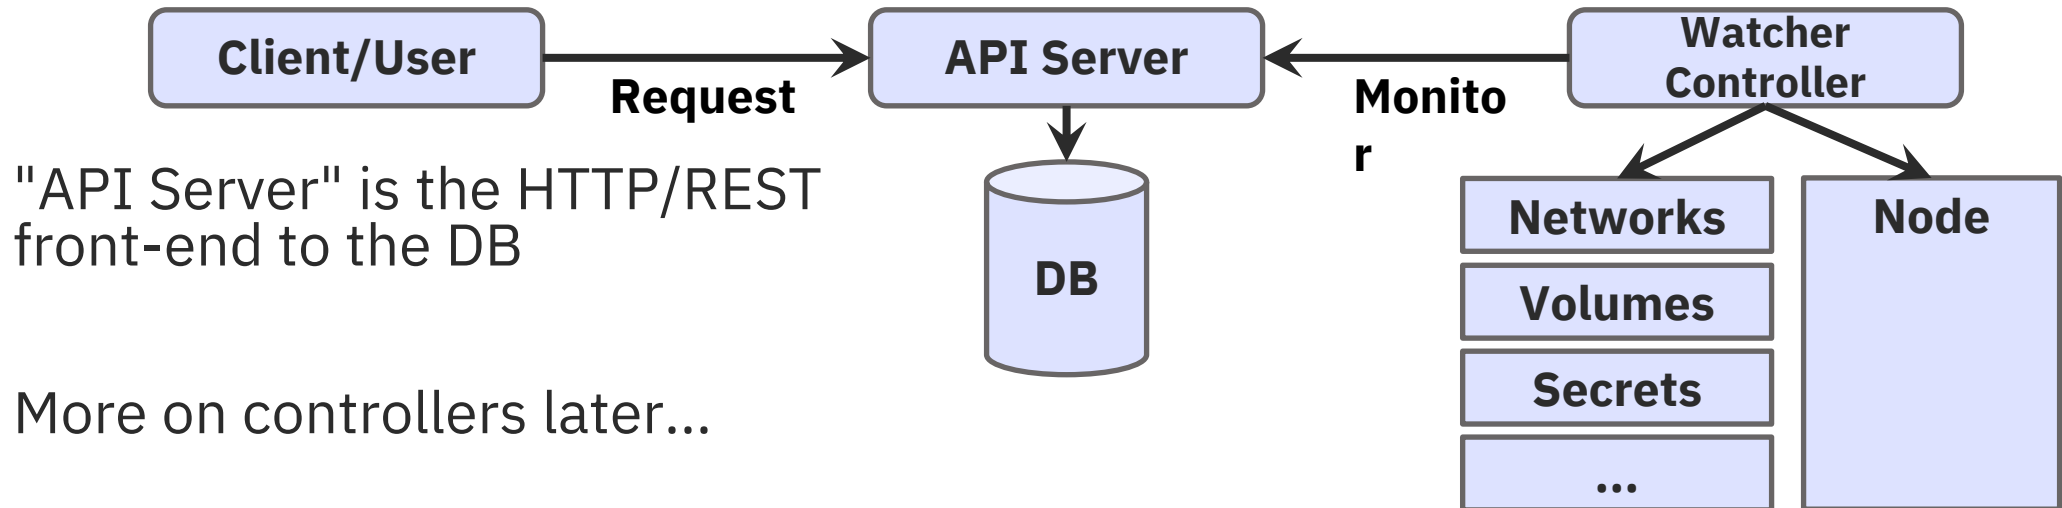 Client/User
Request
API Server
Monito
r
Watcher
Controller
"API Server" is the HTTP/REST
front-end to the DB
DB
Networks
Volumes
Secrets
...
Node
More on controllers later…